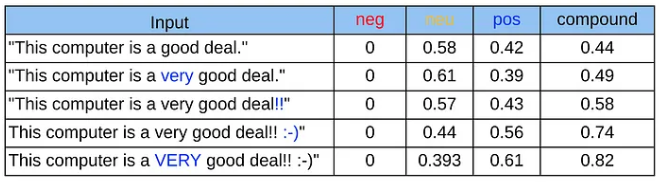 Input neg neu pos compound
"This computer is a good deal." 0 0.58 0.42 0.44
"This computer is a very good deal." 0 0.61 0.39 0.49
"This computer is a very good deal!!" 0 0.57 0.43 0.58
This computer is a very good deal!! :-)" 0 0.44 0.56 0.74
This computer is a VERY good deal!! :-)" 0 0.393 0.61 0.82